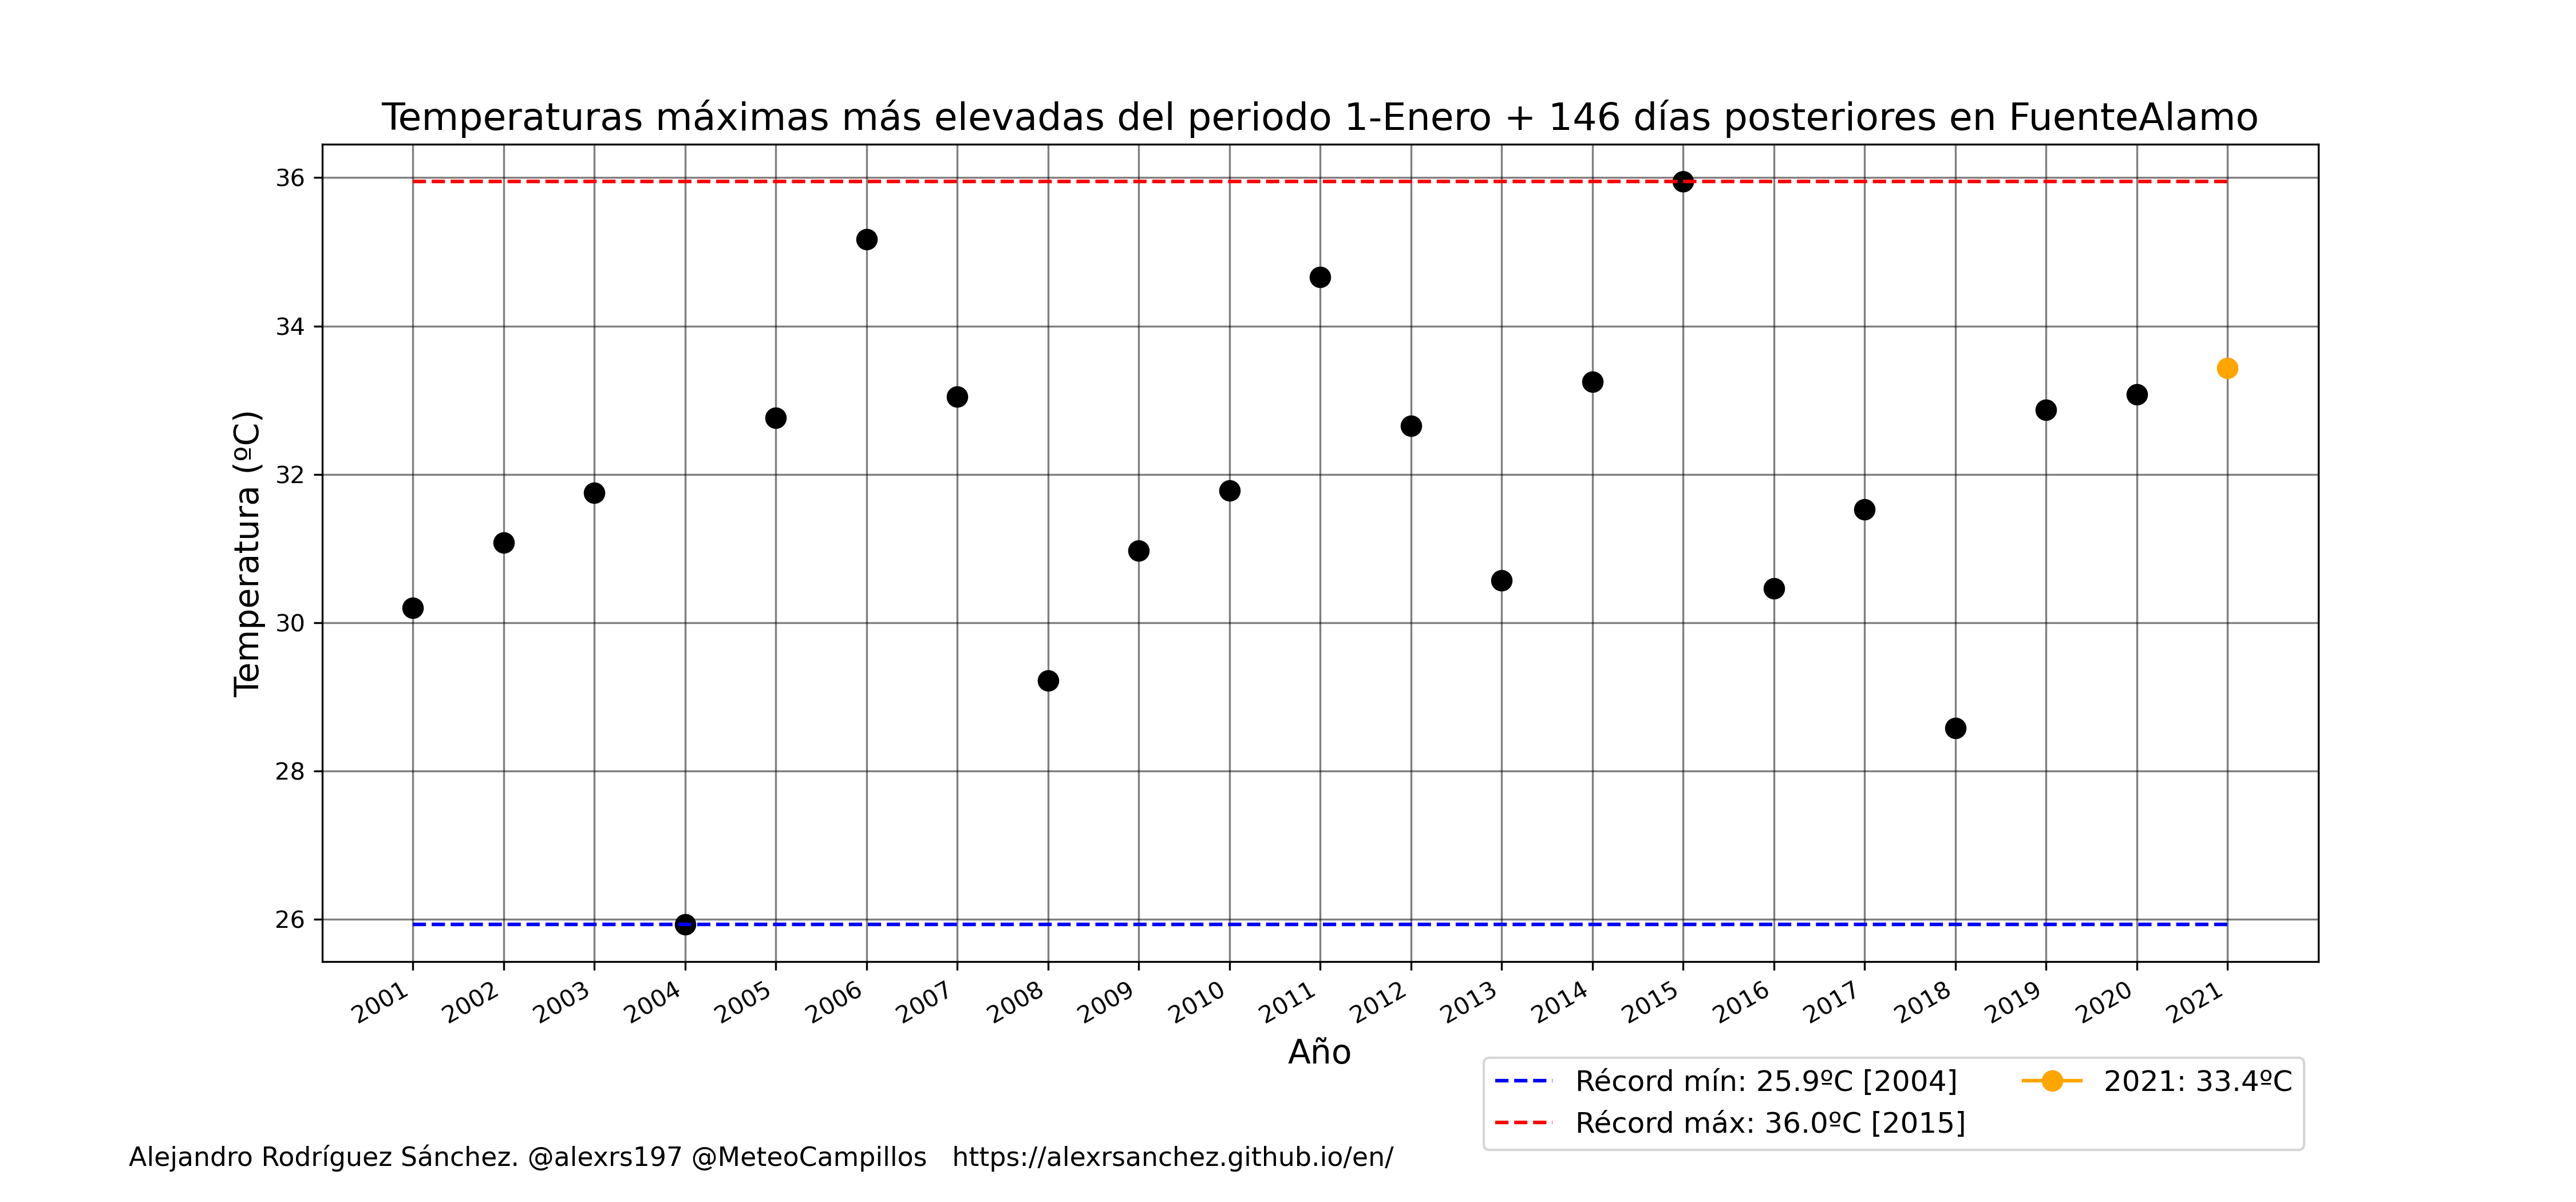 Temperaturas máximas más elevadas del periodo 1-Enero + 146 días posteriores en FuenteAlamo
Temperatura (ºC)
36
34
32
30
28
26
2001 2002 2003 2004 2005 2006 2007 2008 2009 2010 2011 2012 2013 2014 2015 2016 2017 2018 2019 2020 2021
Año
Récord mín: 25.9ºC [2004]
Récord máx: 36.0ºC [2015]
2021: 33.4ºC
Alejandro Rodríguez Sánchez. @alexrs197 @MeteoCampillos https://alexrsanchez.github.io/en/